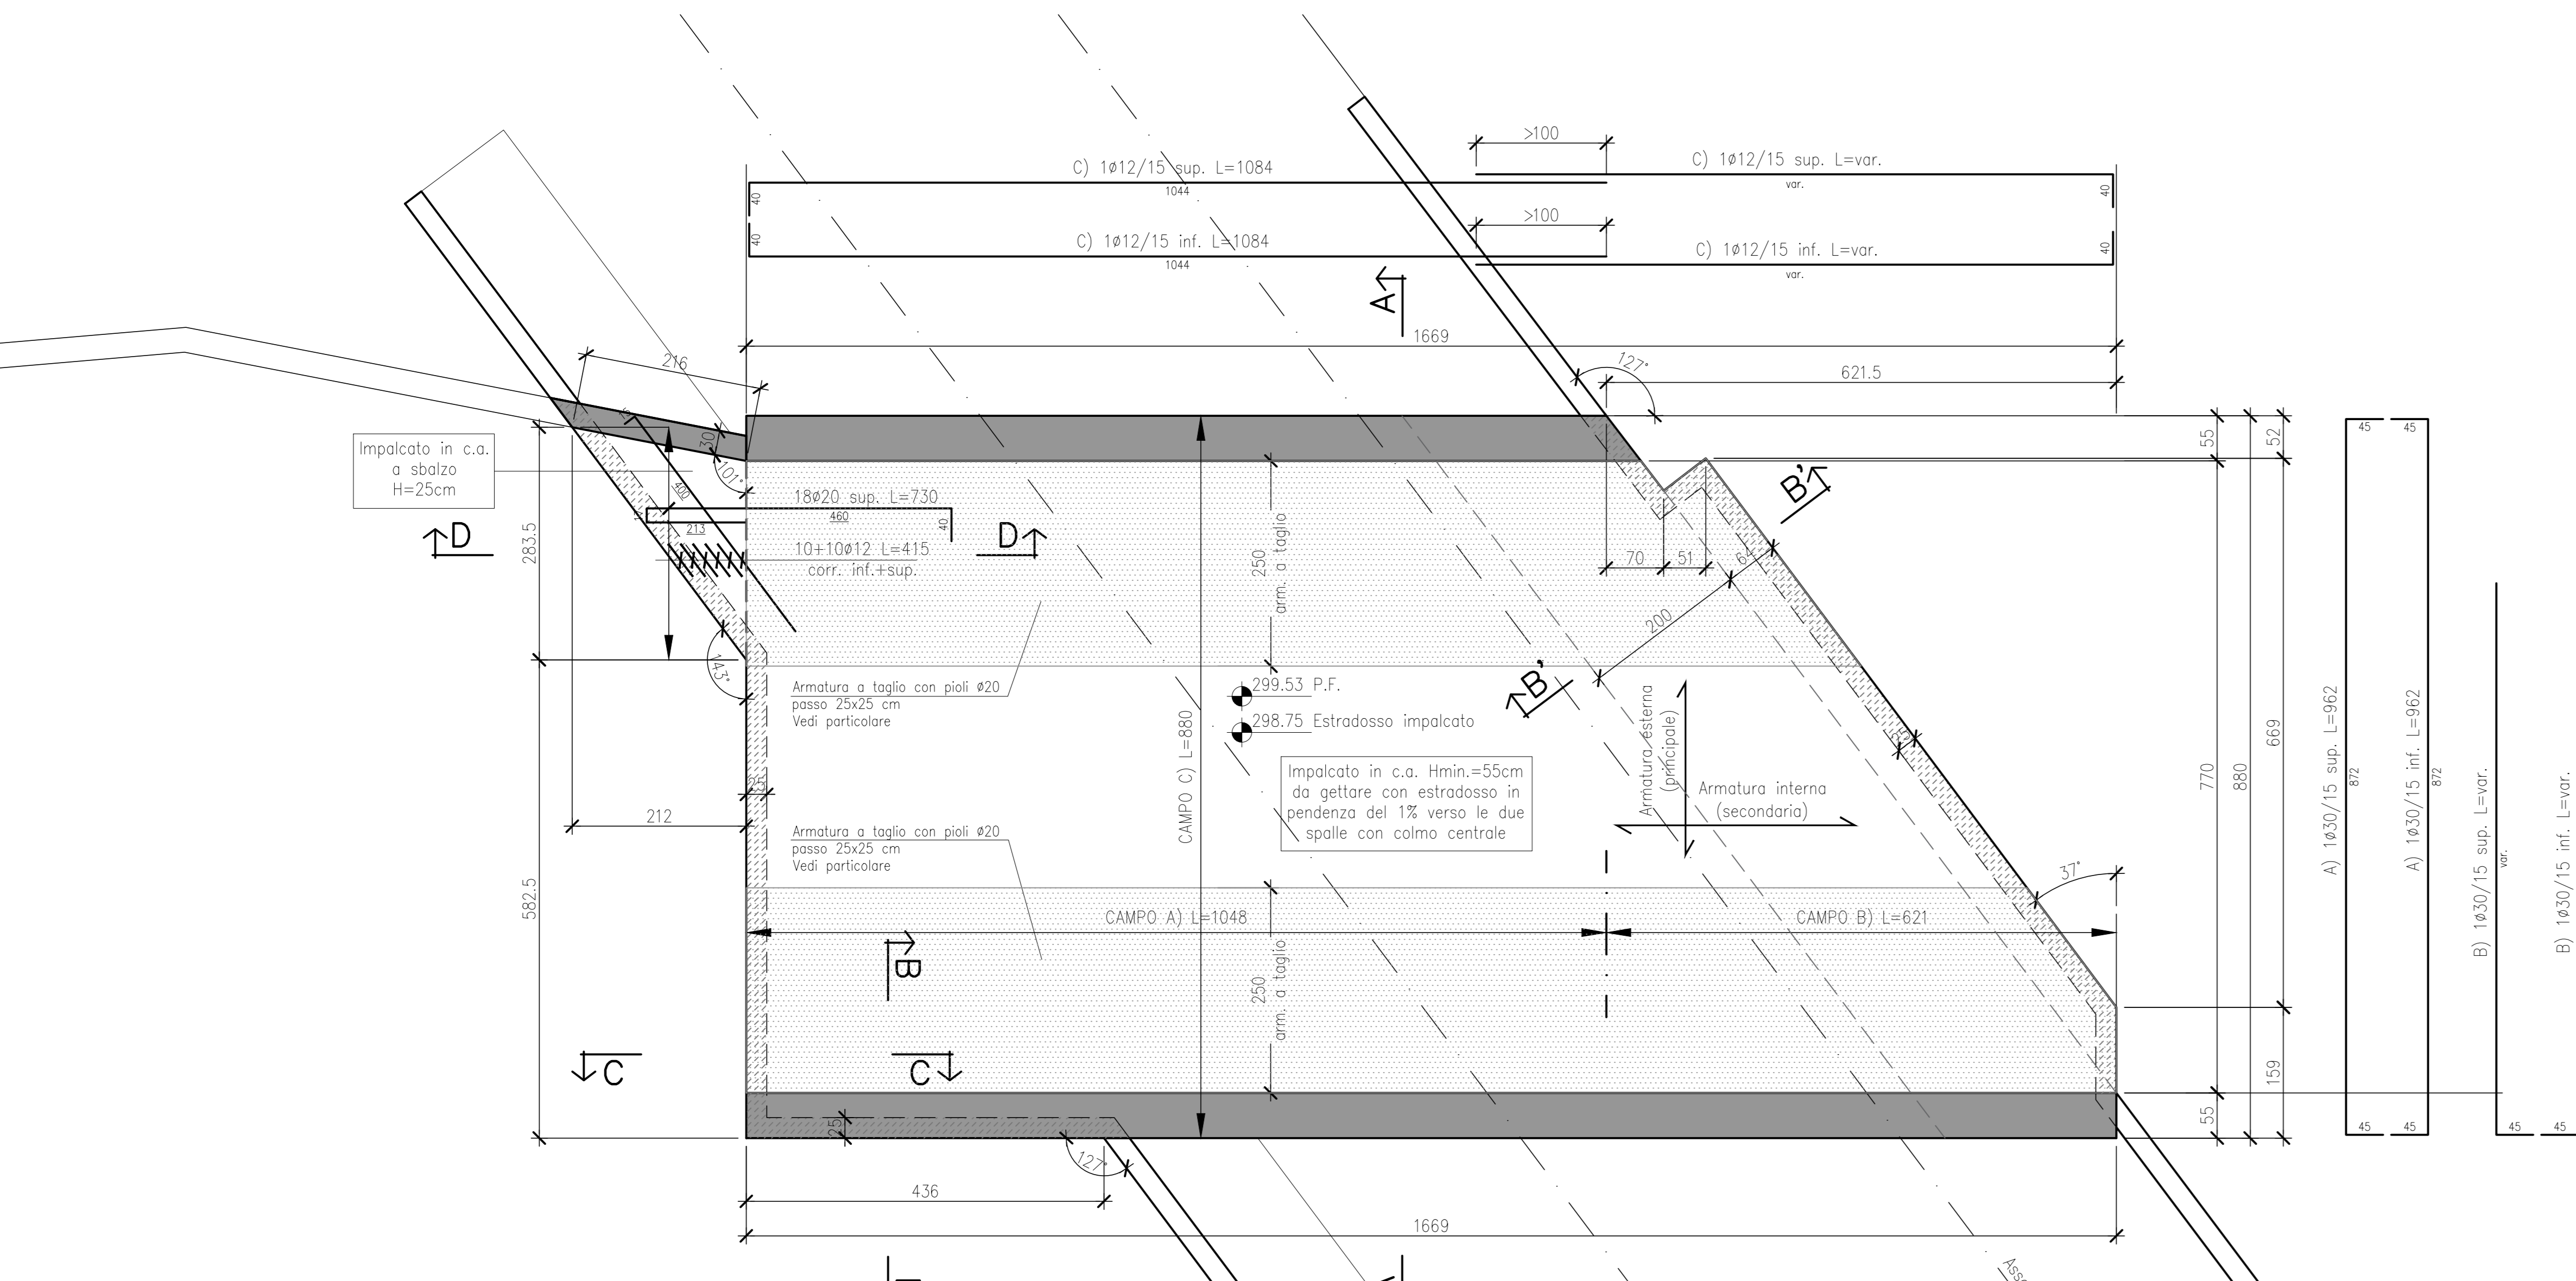 >100
C) 1ø12/15 sup. L=1084
1044
40
C) 1ø12/15 sup. L=var.
var.
40
>100
C) 1ø12/15 inf. L=1084
1044
40
C) 1ø12/15 inf. L=var.
var.
40
A
1669
216
127°
621.5
15
30
101°
Impalcato in c.a.
a sbalzo
H=25cm
400
18ø20 sup. L=730
460
40
213
10+10ø12 L=415
corr. inf.+sup.
D
D
283.5
250
arm. a taglio
70
51
64
200
B'
B'
55
52
143°
Armatura a taglio con pioli ø20
passo 25x25 cm
Vedi particolare
299.53 P.F.
298.75 Estradosso impalcato
CAMPO C) L=880
Impalcato in c.a. Hmin.=55cm
da gettare con estradosso in
pendenza del 1% verso le due
spalle con colmo centrale
Armatura esterna
(principale)
Armatura interna
(secondaria)
25
212
Armatura a taglio con pioli ø20
passo 25x25 cm
Vedi particolare
582.5
37°
CAMPO A) L=1048
CAMPO B) L=621
B
250
arm. a taglio
C
C
25
127°
436
1669
770
880
669
159
55
45
45
A) 1ø30/15 sup. L=962
872
A) 1ø30/15 inf. L=962
872
45
45
B) 1ø30/15 sup. L=var.
var.
B) 1ø30/15 inf. L=var.
45
45